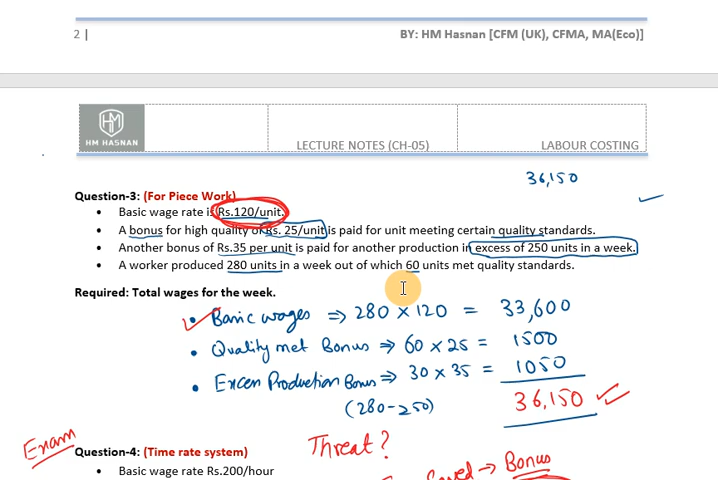 2 | BY: HM Hasnan [CFM (UK), CFMA, MA(Eco)]
HM HASNAN
LECTURE NOTES (CH-05) LABOUR COSTING
36,150
Question-3: (For Piece Work)
• Basic wage rate is Rs.120/unit.
• A bonus for high quality of Rs. 25/unit is paid for unit meeting certain quality standards.
• Another bonus of Rs.35 per unit is paid for another production in excess of 250 units in a week.
• A worker produced 280 units in a week out of which 60 units met quality standards.
Required: Total wages for the week.
• Basic wages ⇒ 280 × 120 = 33,600
• Quality met Bonus ⇒ 60 × 25 = 1500
• Excen Production Bonus ⇒ 30 × 35 = 1050
(280-250) 36,150
Exam
Threat?
Question-4: (Time rate system)
Bonus
• Basic wage rate Rs.200/hour